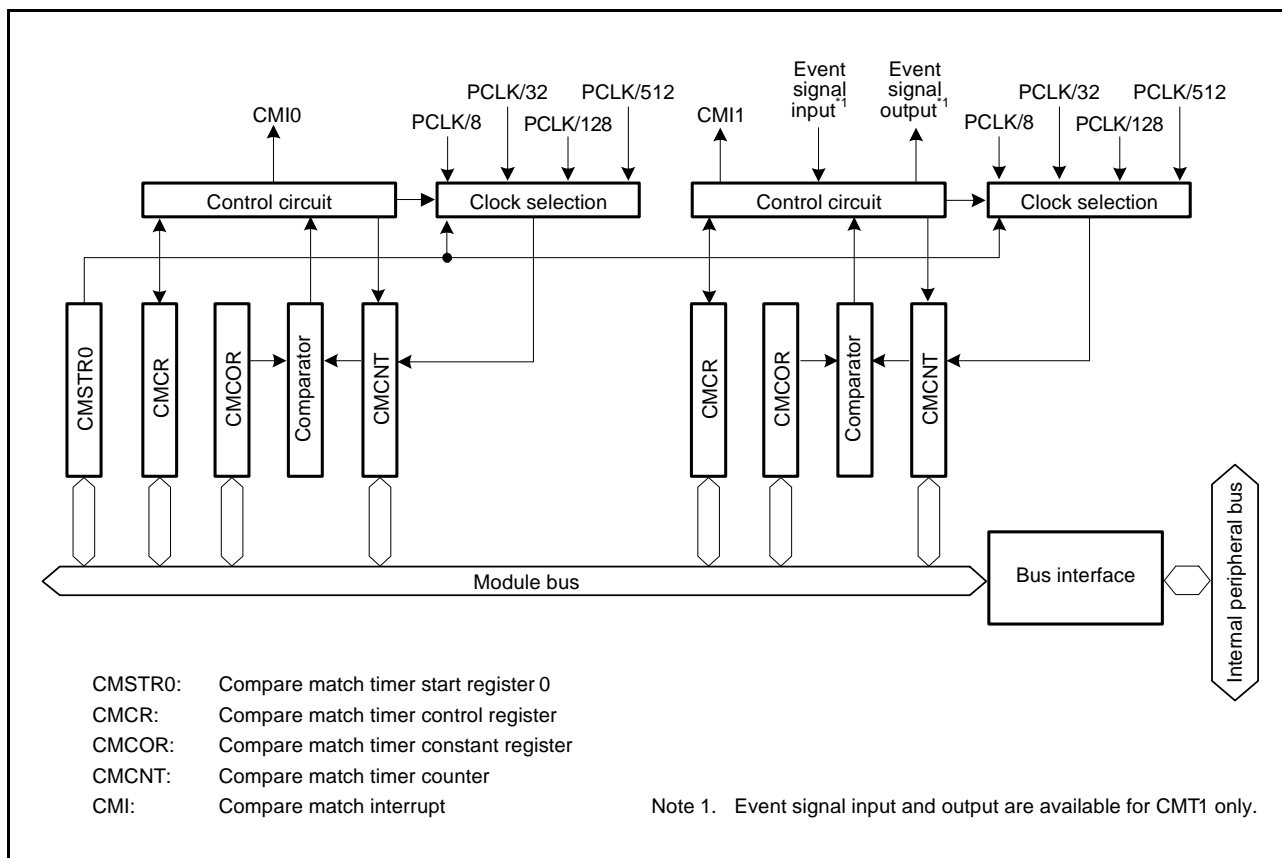 CMI0
PCLK/8
PCLK/32
PCLK/128
PCLK/512
CMI1
Event
signal
input*1
Event
signal
output*1
PCLK/8
PCLK/32
PCLK/128
PCLK/512
Control circuit
Clock selection
Control circuit
Clock selection
CMSTR0
CMCR
CMCOR
Comparator
CMCNT
CMCR
CMCOR
Comparator
CMCNT
Module bus
Bus interface
Internal peripheral bus
CMSTR0: Compare match timer start register 0
CMCR: Compare match timer control register
CMCOR: Compare match timer constant register
CMCNT: Compare match timer counter
CMI: Compare match interrupt
Note 1. Event signal input and output are available for CMT1 only.